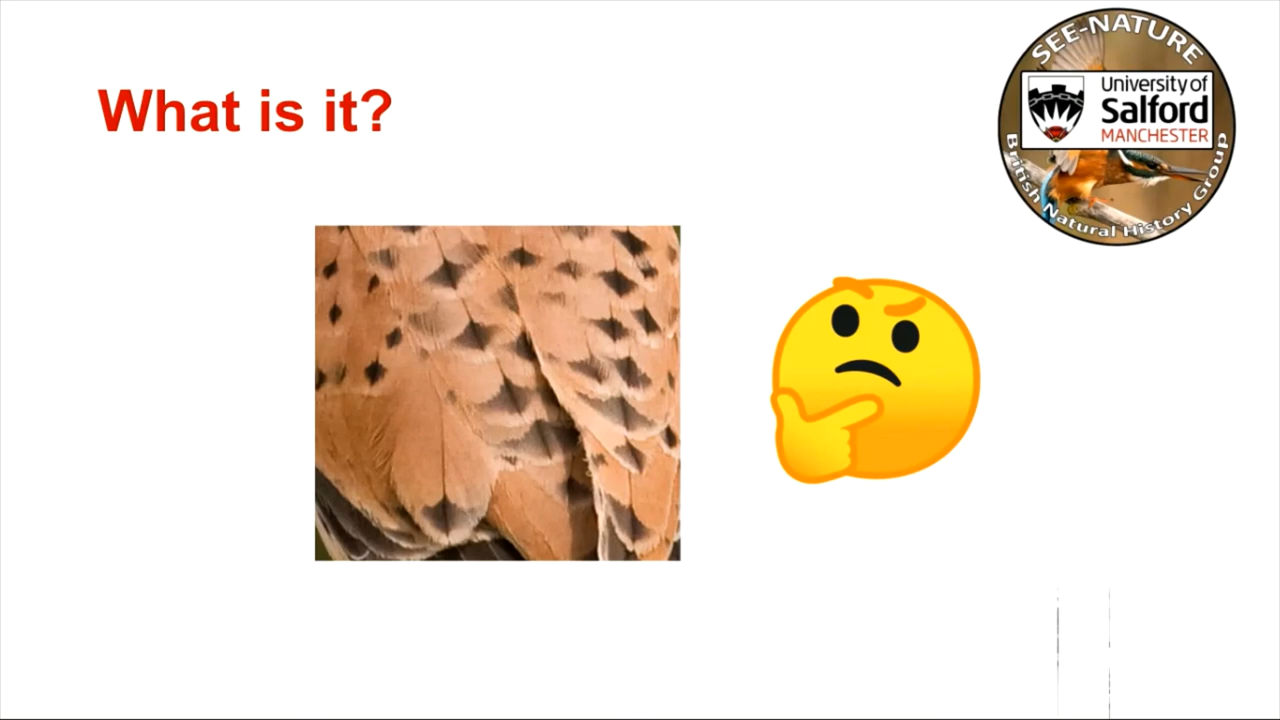 What is it?
SEE-NATURE
University of
Salford
MANCHESTER
British Natural History Group